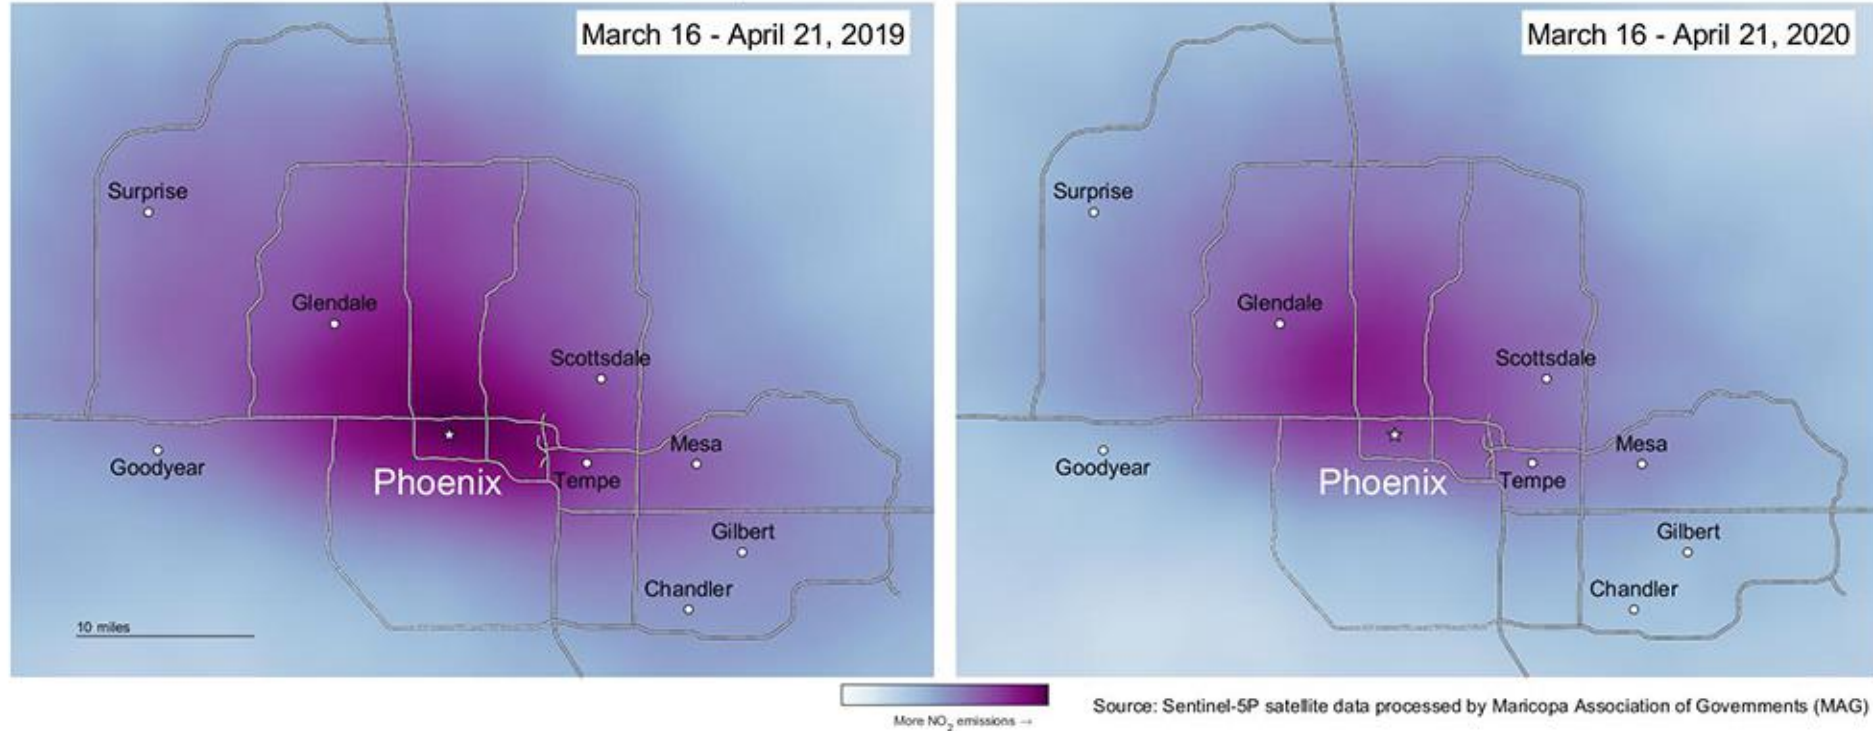 March 16 - April 21, 2019
March 16 - April 21, 2020
Surprise
Glendale
Scottsdale
Goodyear
Phoenix
Mesa
Tempe
Gilbert
Chandler
10 miles
Surprise
Glendale
Scottsdale
Goodyear
Phoenix
Mesa
Tempe
Gilbert
Chandler
More NO₂ emissions →
Source: Sentinel-5P satellite data processed by Maricopa Association of Governments (MAG)